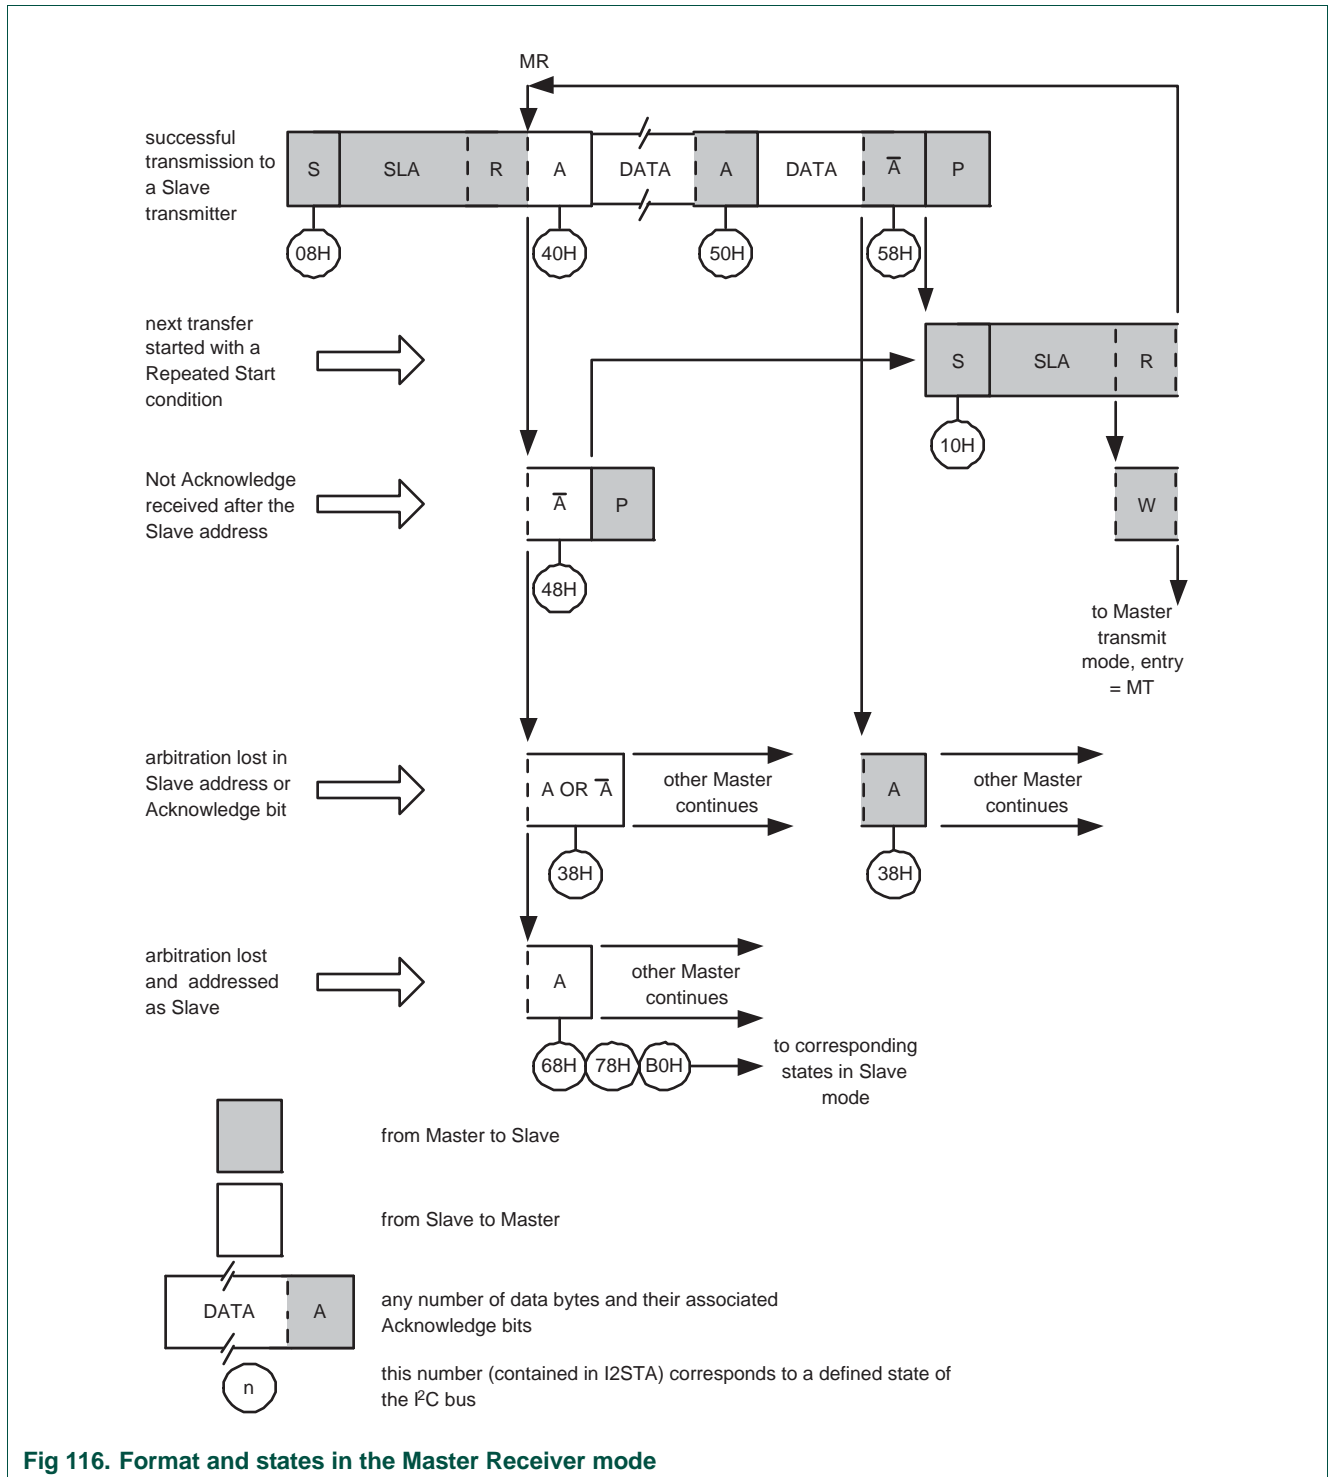 MR
successful
transmission to
a Slave
transmitter
S SLA R A DATA A DATA A̅ P
08H 40H 50H 58H
next transfer
started with a
Repeated Start
condition
S SLA R
10H
Not Acknowledge
received after the
Slave address
A̅ P
W
48H
to Master
transmit
mode, entry
= MT
arbitration lost in
Slave address or
Acknowledge bit
A OR A̅
other Master
continues
A
other Master
continues
38H
38H
arbitration lost
and addressed
as Slave
A
other Master
continues
68H 78H B0H
to corresponding
states in Slave
mode
from Master to Slave
from Slave to Master
DATA A
any number of data bytes and their associated
Acknowledge bits
n
this number (contained in I2STA) corresponds to a defined state of
the I²C bus
Fig 116. Format and states in the Master Receiver mode